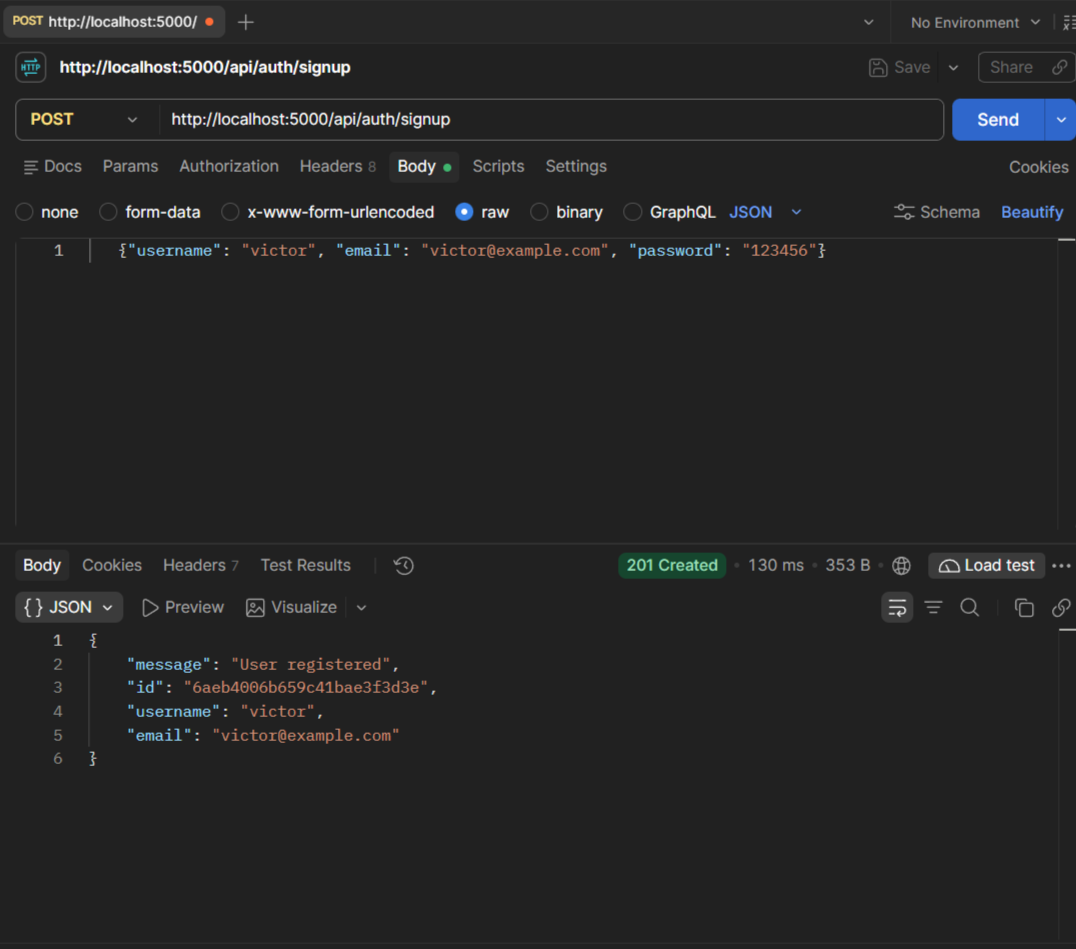 POST http://localhost:5000/
No Environment
HTTP http://localhost:5000/api/auth/signup Save Share
POST http://localhost:5000/api/auth/signup Send
Docs Params Authorization Headers 8 Body Scripts Settings Cookies
none form-data x-www-form-urlencoded raw binary GraphQL JSON Schema Beautify
1 {"username": "victor", "email": "victor@example.com", "password": "123456"}
Body Cookies Headers 7 Test Results 201 Created • 130 ms • 353 B • Load test
{} JSON Preview Visualize
1 {
2 "message": "User registered",
3 "id": "6aeb4006b659c41bae3f3d3e",
4 "username": "victor",
5 "email": "victor@example.com"
6 }